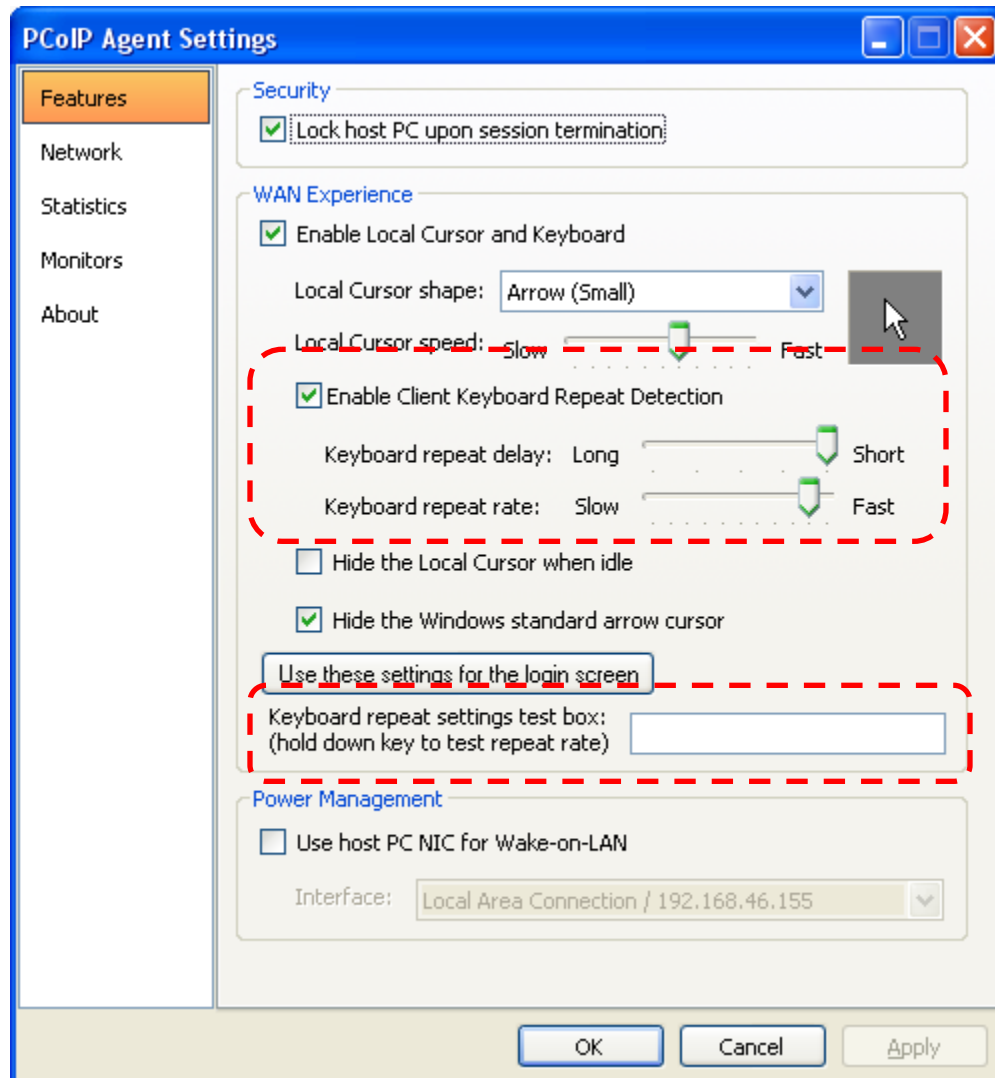 PCoIP Agent Settings
Features
Network
Statistics
Monitors
About
Security
Lock host PC upon session termination
WAN Experience
Enable Local Cursor and Keyboard
Local Cursor shape: Arrow (Small)
Local Cursor speed: Slow Fast
Enable Client Keyboard Repeat Detection
Keyboard repeat delay: Long Short
Keyboard repeat rate: Slow Fast
Hide the Local Cursor when idle
Hide the Windows standard arrow cursor
Use these settings for the login screen
Keyboard repeat settings test box:
(hold down key to test repeat rate)
Power Management
Use host PC NIC for Wake-on-LAN
Interface: Local Area Connection / 192.168.46.155
OK Cancel Apply